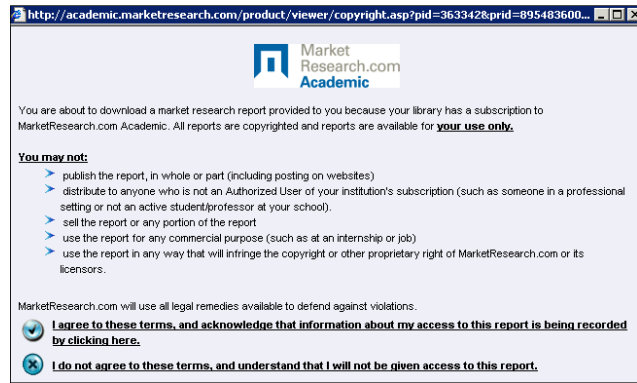 http://academic.marketresearch.com/product/viewer/copyright.asp?pid=363342&prid=895483600...
Market
Research.com
Academic
You are about to download a market research report provided to you because your library has a subscription to
MarketResearch.com Academic. All reports are copyrighted and reports are available for your use only.
You may not:
publish the report, in whole or part (including posting on websites)
distribute to anyone who is not an Authorized User of your institution's subscription (such as someone in a professional
setting or not an active student/professor at your school).
sell the report or any portion of the report
use the report for any commercial purpose (such as at an internship or job)
use the report in any way that will infringe the copyright or other proprietary right of MarketResearch.com or its
licensors.
MarketResearch.com will use all legal remedies available to defend against violations.
I agree to these terms, and acknowledge that information about my access to this report is being recorded
by clicking here.
I do not agree to these terms, and understand that I will not be given access to this report.